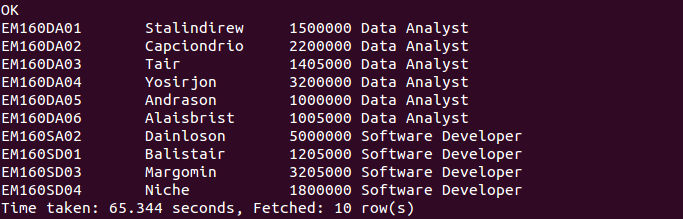 OK
EM160DA01 Stalindirew 1500000 Data Analyst
EM160DA02 Capciondrio 2200000 Data Analyst
EM160DA03 Tair 1405000 Data Analyst
EM160DA04 Yosirjon 3200000 Data Analyst
EM160DA05 Andrason 1000000 Data Analyst
EM160DA06 Alaisbrist 1005000 Data Analyst
EM160SA02 Dainloson 5000000 Software Developer
EM160SD01 Balistair 1205000 Software Developer
EM160SD03 Margomin 3205000 Software Developer
EM160SD04 Niche 1800000 Software Developer
Time taken: 65.344 seconds, Fetched: 10 row(s)